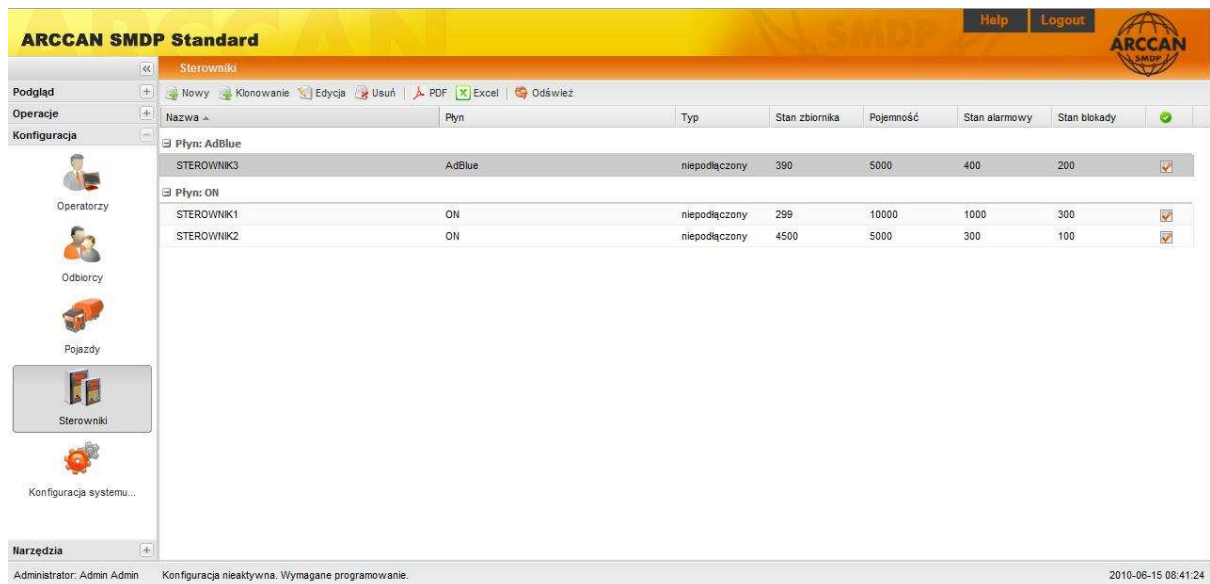 Help Logout
ARCCAN SMDP Standard
SMDP
ARCCAN
SMDP
Sterowniki
Podgląd
Operacje
Konfiguracja
Operatorzy
Odbiorcy
Pojazdy
Sterowniki
Konfiguracja systemu...
Narzędzia
Nowy Klonowanie Edycja Usuń PDF Excel Odśwież
Nazwa Płyn Typ Stan zbiornika Pojemność Stan alarmowy Stan blokady
Płyn: AdBlue
STEROWNIK3 AdBlue niepodłączony 390 5000 400 200
Płyn: ON
STEROWNIK1 ON niepodłączony 299 10000 1000 300
STEROWNIK2 ON niepodłączony 4500 5000 300 100
Administrator: Admin Admin Konfiguracja nieaktywna. Wymagane programowanie. 2010-06-15 08:41:24